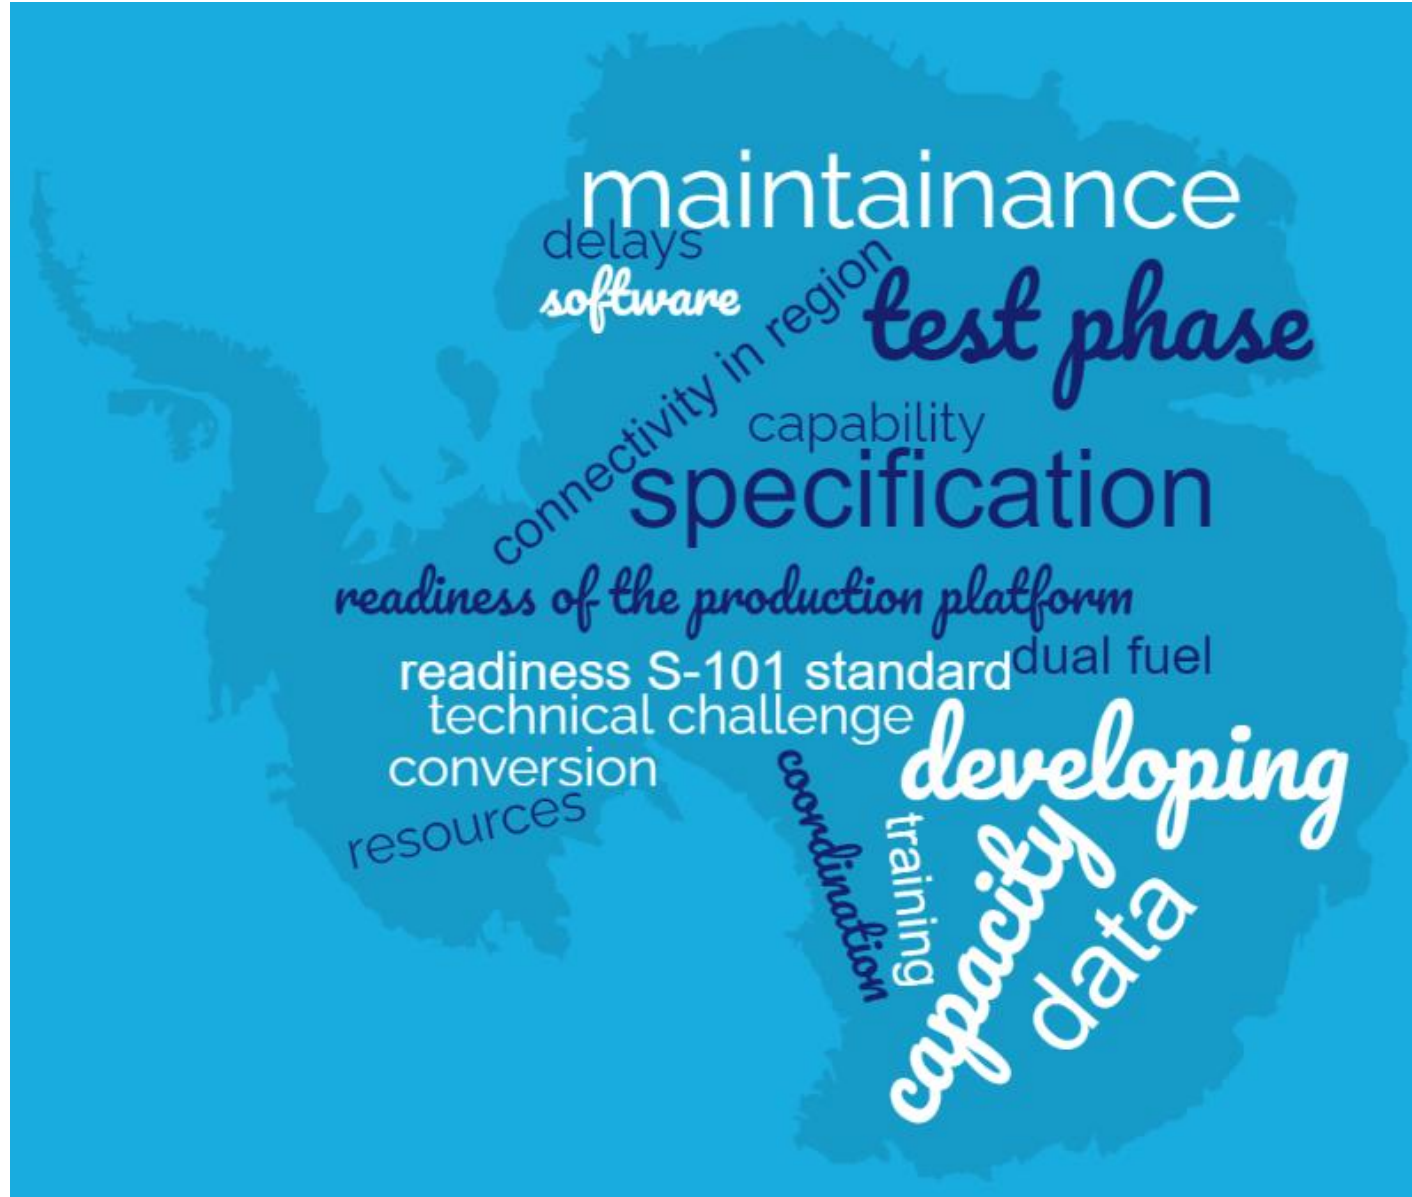 maintainance
delays
software
connectivity in region
test phase
capability
specification
readiness of the production platform
dual fuel
readiness S-101 standard
technical challenge
developing
conversion
resources
coordination
training
capacity
data